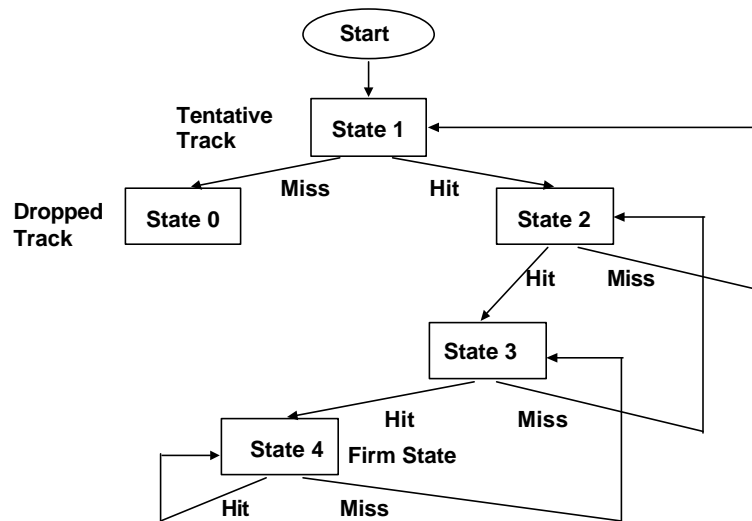 Start
Tentative
Track
State 1
Miss
Hit
Dropped
Track
State 0
State 2
Hit
Miss
State 3
Hit
Miss
State 4
Firm State
Hit
Miss